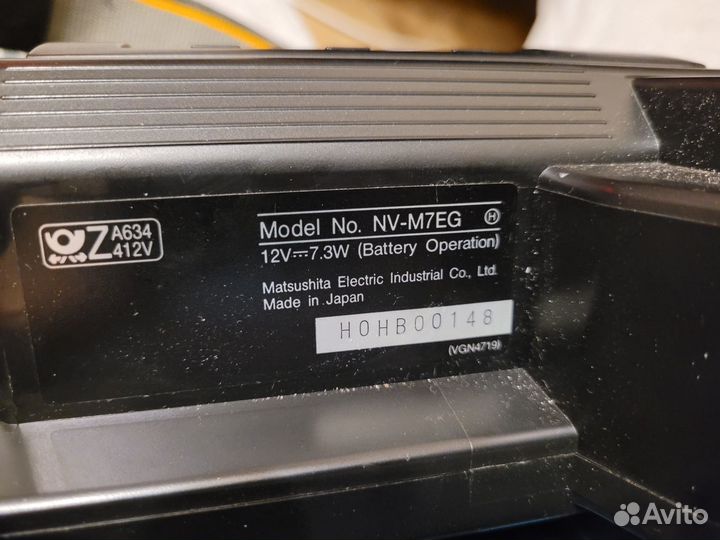 Z A634
412V
Model No. NV-M7EG H
12V⎓7.3W (Battery Operation)
Matsushita Electric Industrial Co., Ltd.
Made in Japan
H0HB00148
(VGN4719)
Avito